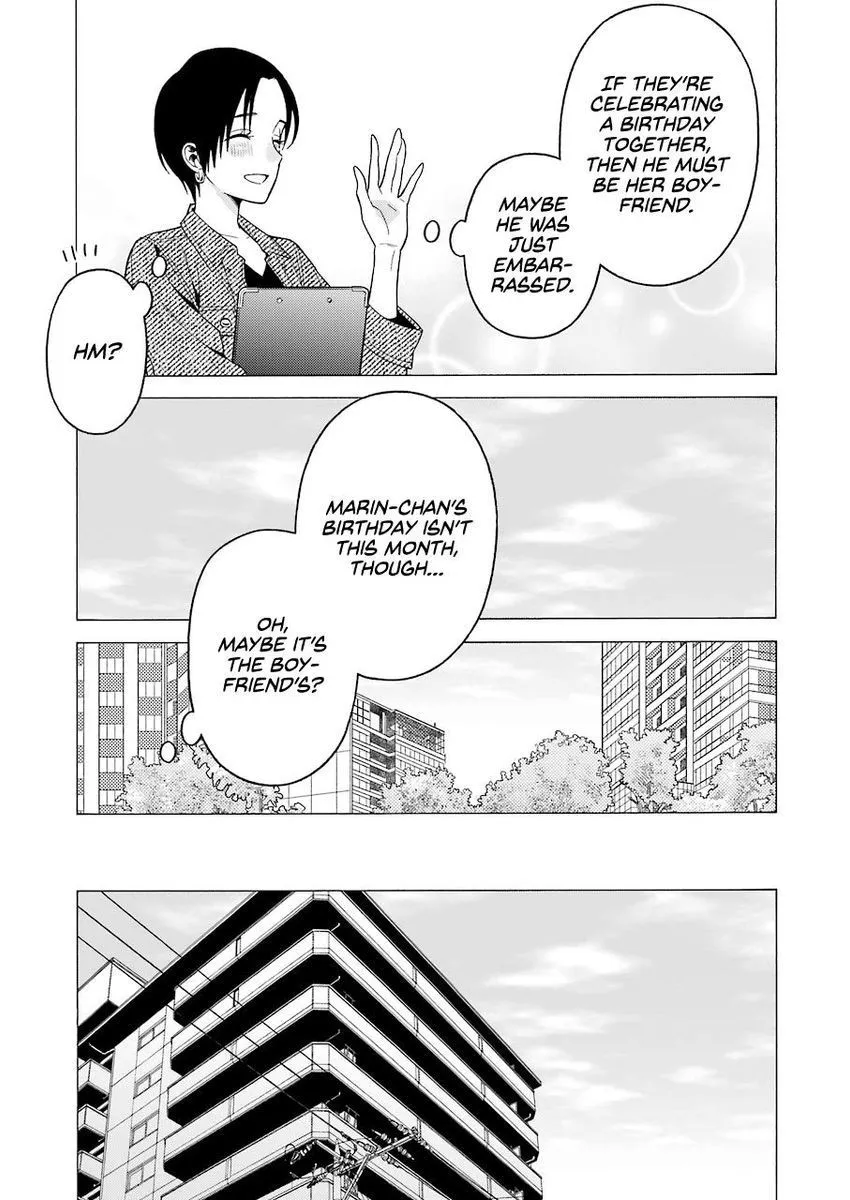 IF THEY'RE
CELEBRATING
A BIRTHDAY
TOGETHER,
THEN HE MUST
BE HER BOY-
FRIEND.
MAYBE
HE WAS
JUST
EMBAR-
RASSED.
HM?
MARIN-CHAN'S
BIRTHDAY ISN'T
THIS MONTH,
THOUGH...
OH,
MAYBE IT'S
THE BOY-
FRIEND'S?